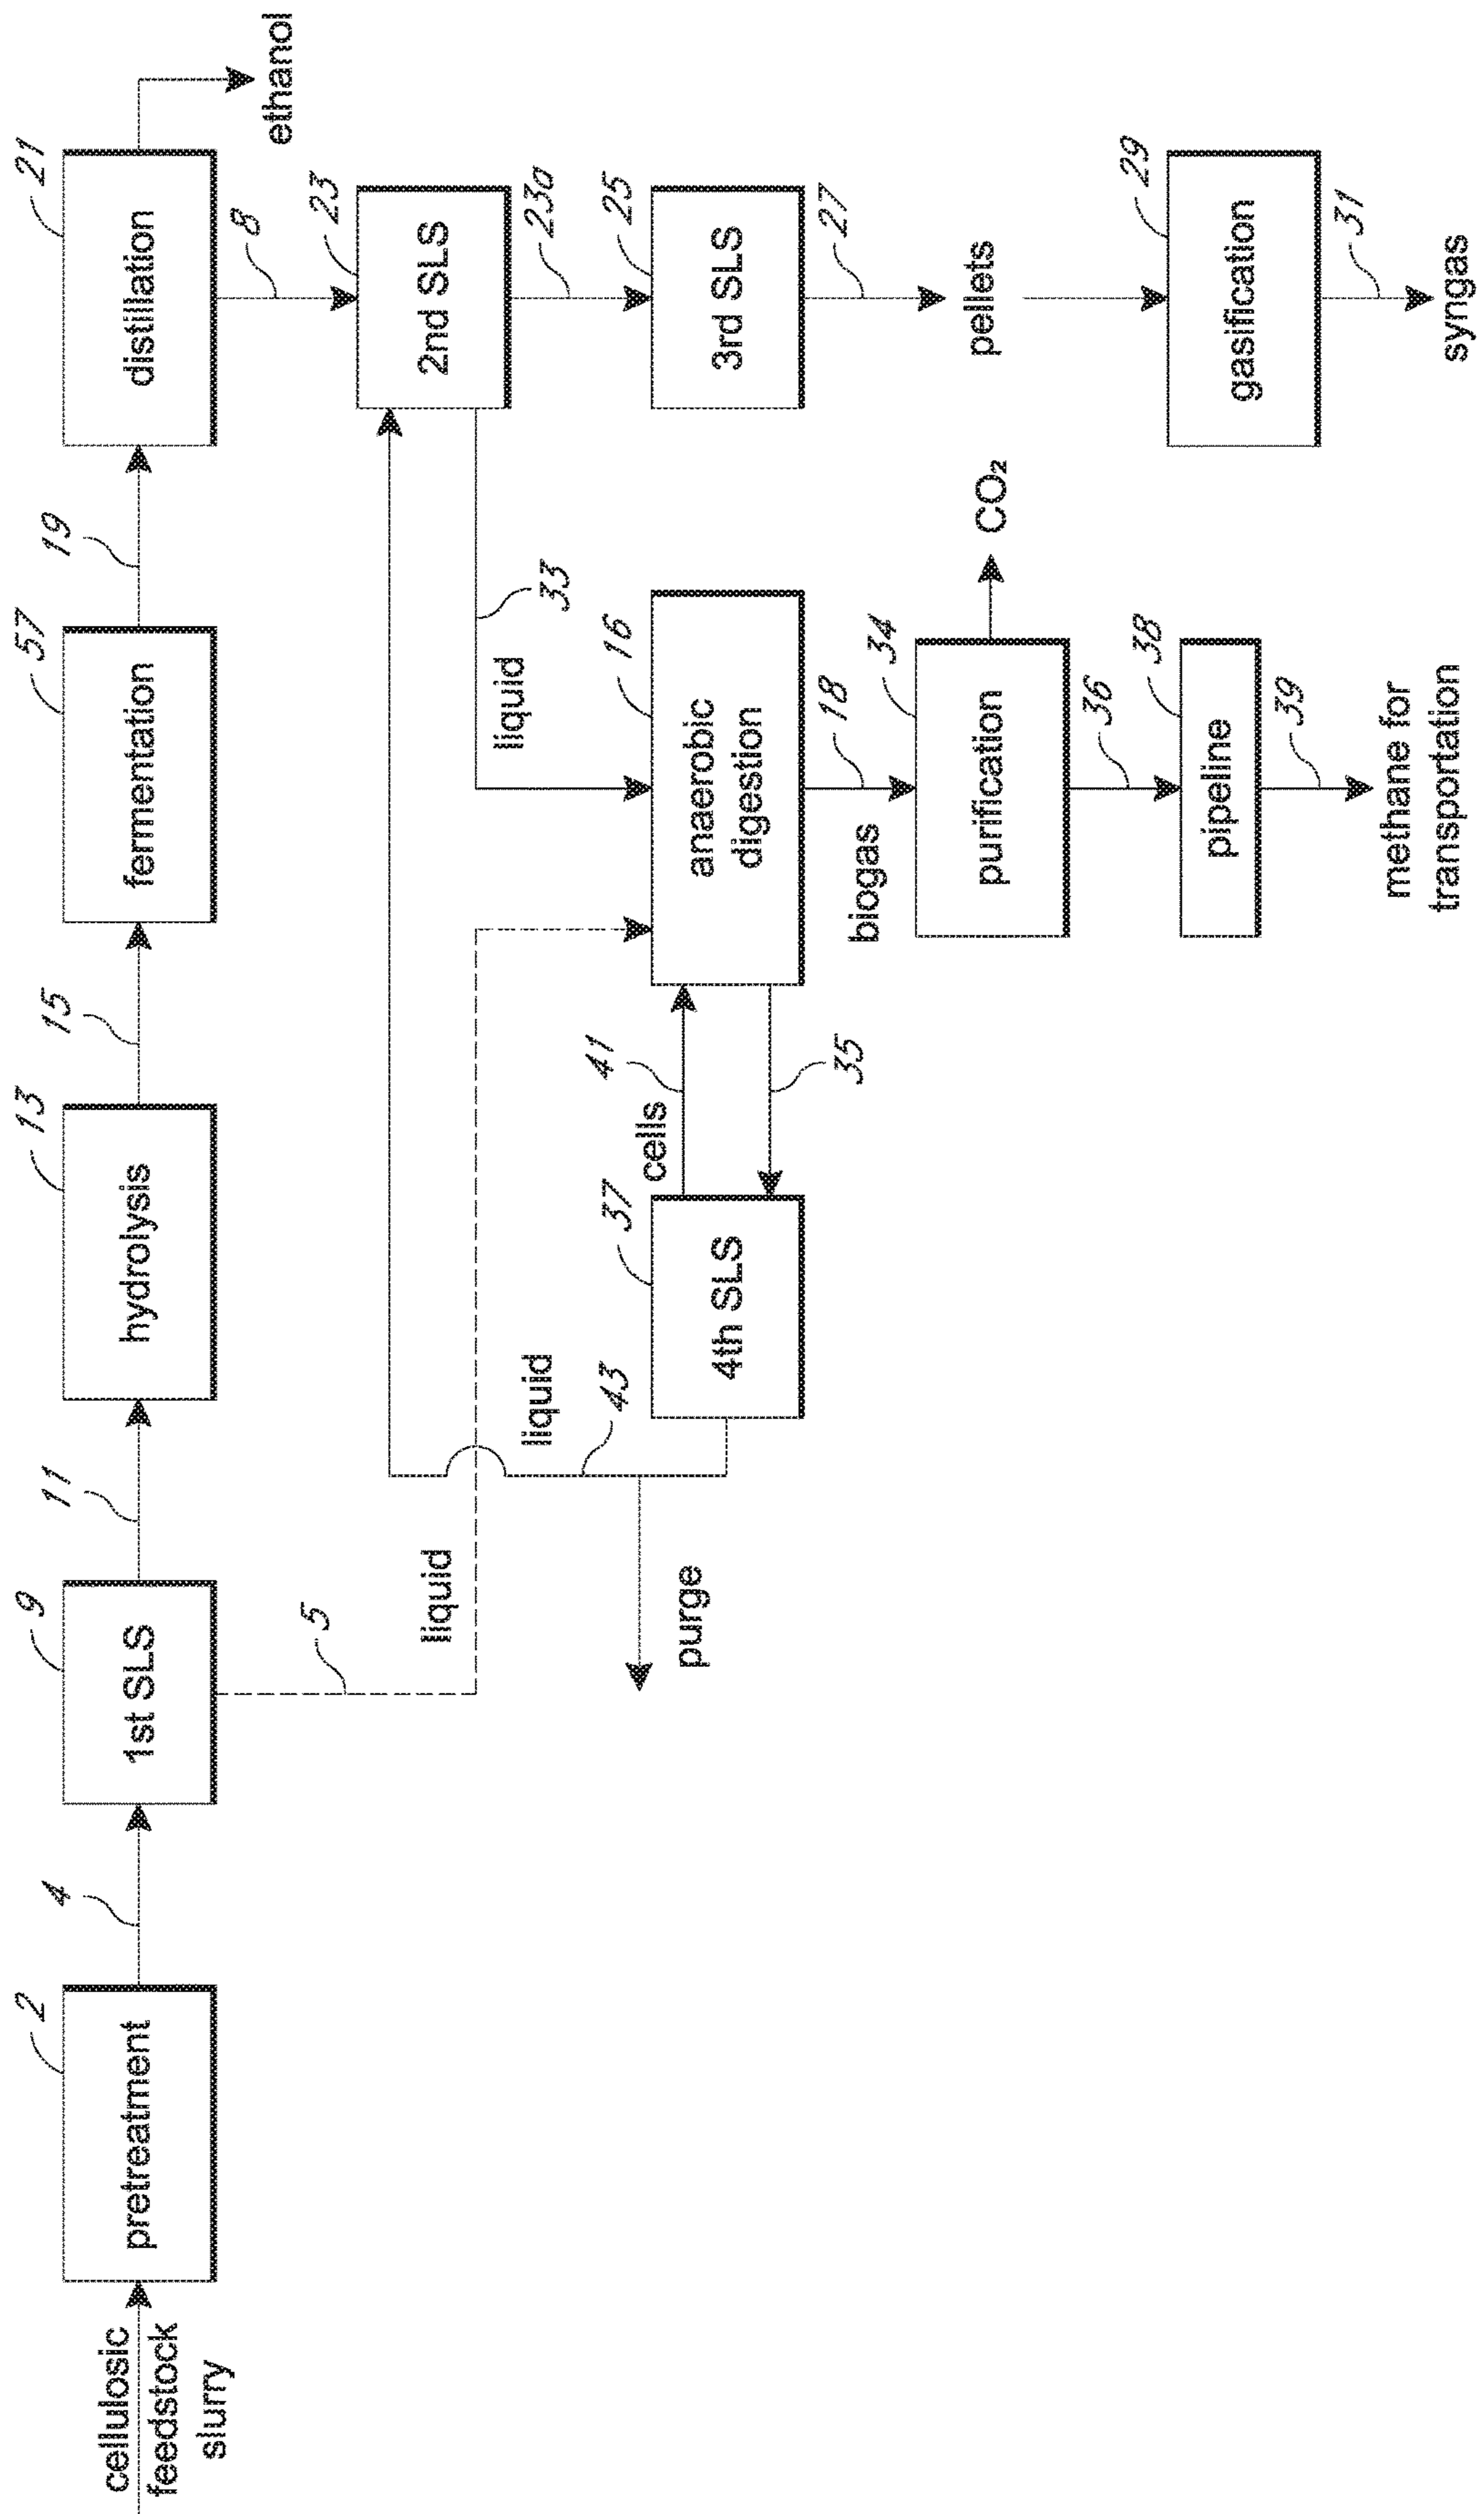 cellulosic
feedstock
slurry
2
pretreatment
4
9
1st SLS
11
13
hydrolysis
15
57
fermentation
19
21
distillation
ethanol
8
23
2nd SLS
23a
25
3rd SLS
27
pellets
29
gasification
31
syngas
5
liquid
33
liquid
16
anaerobic
digestion
18
biogas
34
purification
CO₂
36
38
pipeline
39
methane for
transportation
41
cells
35
37
4th SLS
43
liquid
purge